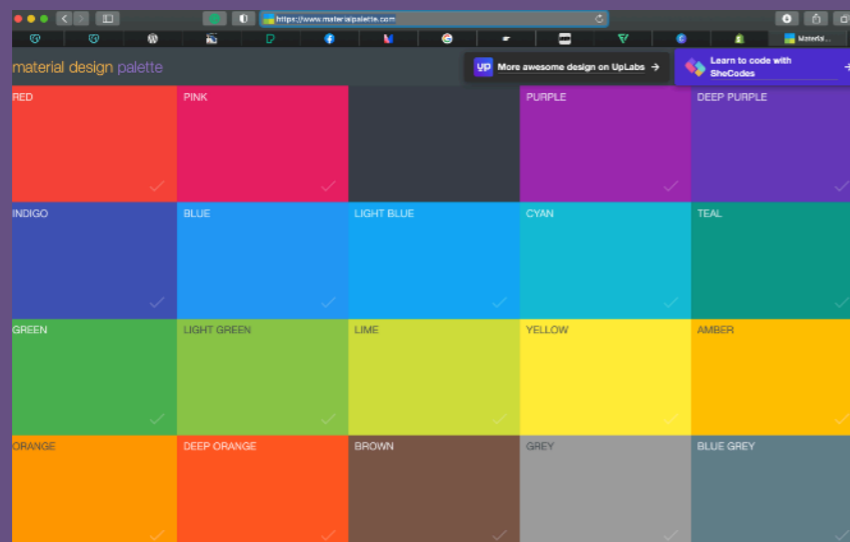 https://www.materialpalette.com
Material...
material design palette
up More awesome design on UpLabs →
Learn to code with
SheCodes →
RED PINK PURPLE DEEP PURPLE
INDIGO BLUE LIGHT BLUE CYAN TEAL
GREEN LIGHT GREEN LIME YELLOW AMBER
ORANGE DEEP ORANGE BROWN GREY BLUE GREY